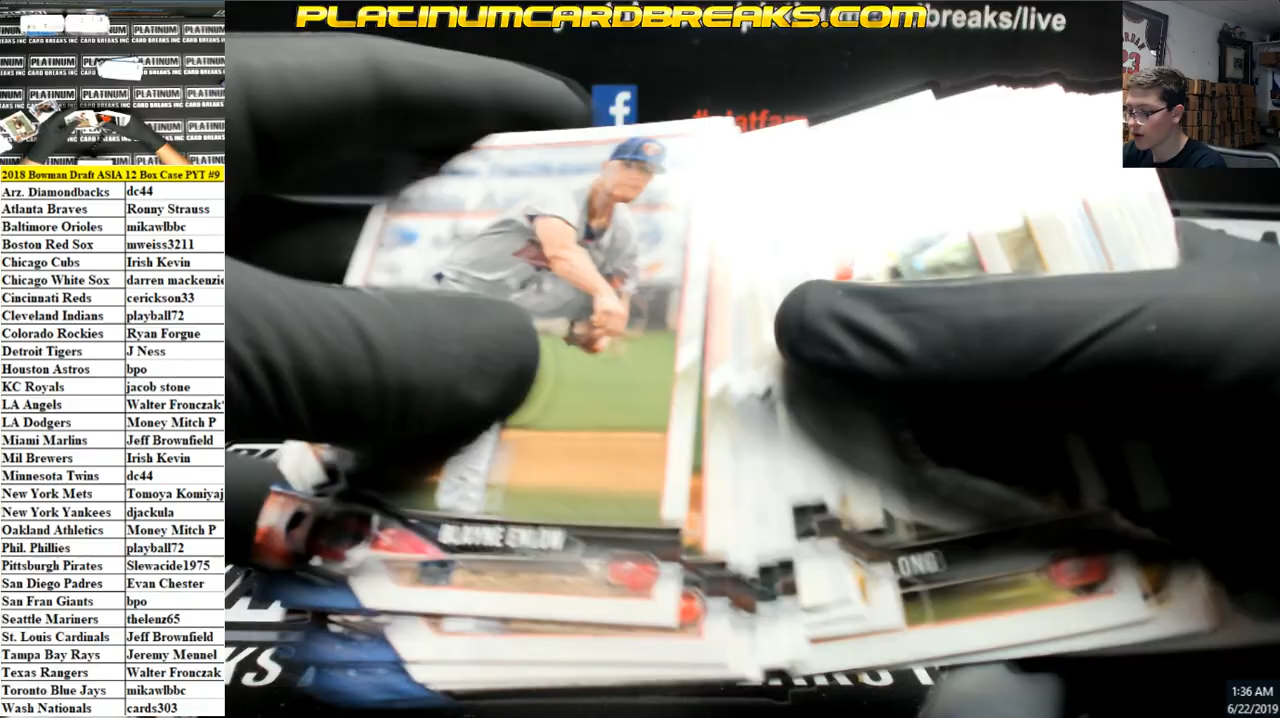 PLATINUMCARDBREAKS.COM
breaks/live
2018 Bowman Draft ASIA 12 Box Case PYT #9
Arz. Diamondbacks dc44
Atlanta Braves Ronny Strauss
Baltimore Orioles mikawlbbc
Boston Red Sox mweiss3211
Chicago Cubs Irish Kevin
Chicago White Sox darren mackenzie
Cincinnati Reds cerickson33
Cleveland Indians playball72
Colorado Rockies Ryan Forgue
Detroit Tigers J Ness
Houston Astros bpo
KC Royals jacob stone
LA Angels Walter Fronczak
LA Dodgers Money Mitch P
Miami Marlins Jeff Brownfield
Mil Brewers Irish Kevin
Minnesota Twins dc44
New York Mets Tomoya Komiyaj
New York Yankees djackula
Oakland Athletics Money Mitch P
Phil. Phillies playball72
Pittsburgh Pirates Slewacide1975
San Diego Padres Evan Chester
San Fran Giants bpo
Seattle Mariners thelenz65
St. Louis Cardinals Jeff Brownfield
Tampa Bay Rays Jeremy Mennel
Texas Rangers Walter Fronczak
Toronto Blue Jays mikawlbbc
Wash Nationals cards303
f
#platfam
BLAYNE ENLOW
LONG
23
1:36 AM
6/22/2019